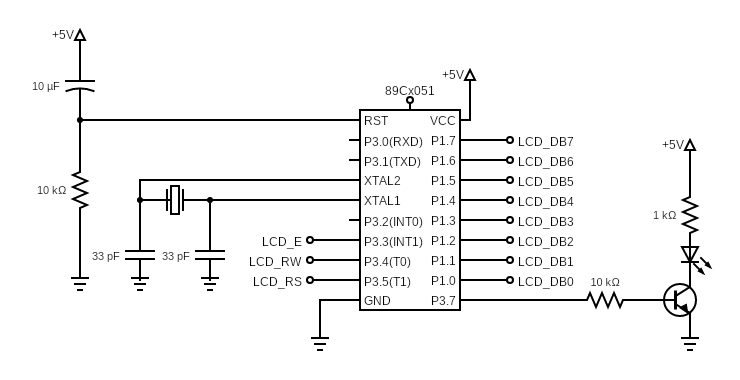 +5V
10 µF
10 kΩ
33 pF
33 pF
89Cx051
+5V
RST
VCC
P3.0(RXD)
P1.7
LCD_DB7
P3.1(TXD)
P1.6
LCD_DB6
XTAL2
P1.5
LCD_DB5
XTAL1
P1.4
LCD_DB4
P3.2(INT0)
P1.3
LCD_DB3
LCD_E
P3.3(INT1)
P1.2
LCD_DB2
LCD_RW
P3.4(T0)
P1.1
LCD_DB1
LCD_RS
P3.5(T1)
P1.0
LCD_DB0
GND
P3.7
10 kΩ
+5V
1 kΩ